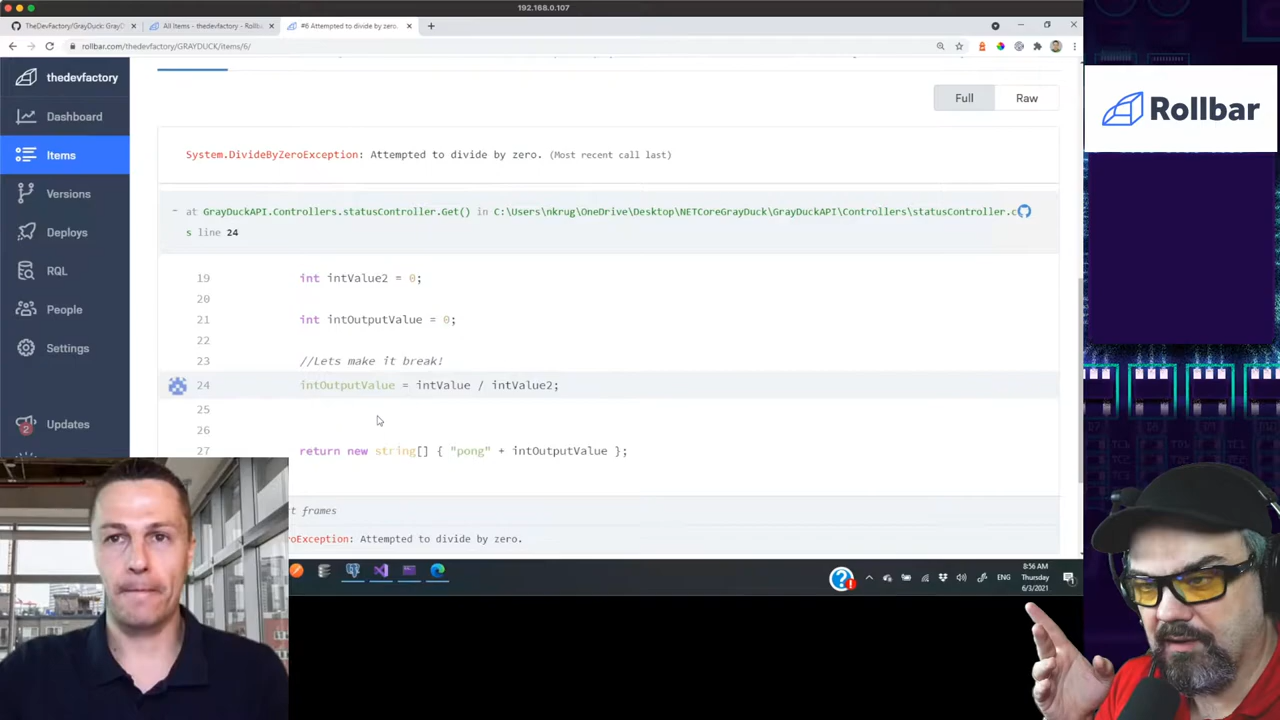 192.168.0.107
TheDevFactory/GrayDuck: GrayD
All Items - thedevfactory - Rollb
#6 Attempted to divide by zero.
rollbar.com/thedevfactory/GRAYDUCK/items/6/
thedevfactory
Dashboard
Items
Versions
Deploys
RQL
People
Settings
2
Updates
Full
Raw
System.DivideByZeroException: Attempted to divide by zero. (Most recent call last)
- at GrayDuckAPI.Controllers.statusController.Get() in C:\Users\nkrug\OneDrive\Desktop\NETCoreGrayDuck\GrayDuckAPI\Controllers\statusController.c
s line 24
19 int intValue2 = 0;
20
21 int intOutputValue = 0;
22
23 //Lets make it break!
24 intOutputValue = intValue / intValue2;
25
26
27 return new string[] { "pong" + intOutputValue };
frames
Exception: Attempted to divide by zero.
ENG
8:56 AM
Thursday
6/3/2021
Rollbar